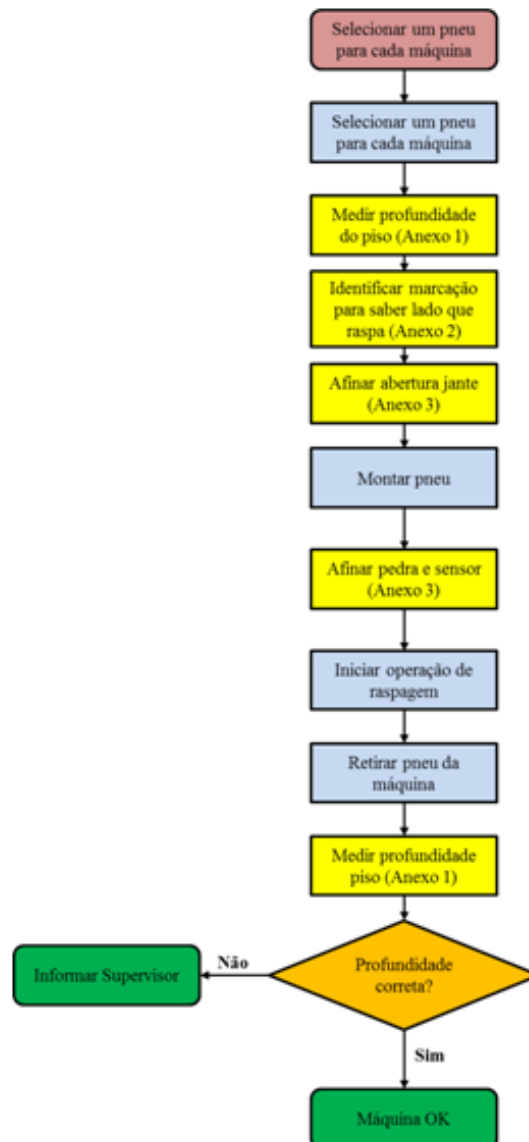 Selecionar um pneu
para cada máquina
Selecionar um pneu
para cada máquina
Medir profundidade
do piso (Anexo 1)
Identificar marcação
para saber lado que
raspa (Anexo 2)
Afinar abertura jante
(Anexo 3)
Montar pneu
Afinar pedra e sensor
(Anexo 3)
Iniciar operação de
raspagem
Retirar pneu da
máquina
Medir profundidade
piso (Anexo 1)
Informar Supervisor
Não
Profundidade
correta?
Sim
Máquina OK